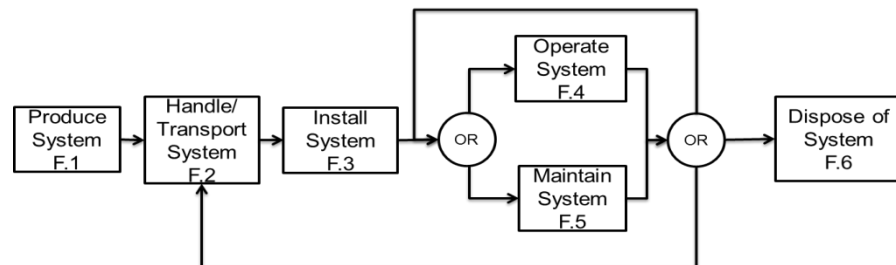 Produce
System
F.1
Handle/
Transport
System
F.2
Install
System
F.3
OR
Operate
System
F.4
Maintain
System
F.5
OR
Dispose of
System
F.6